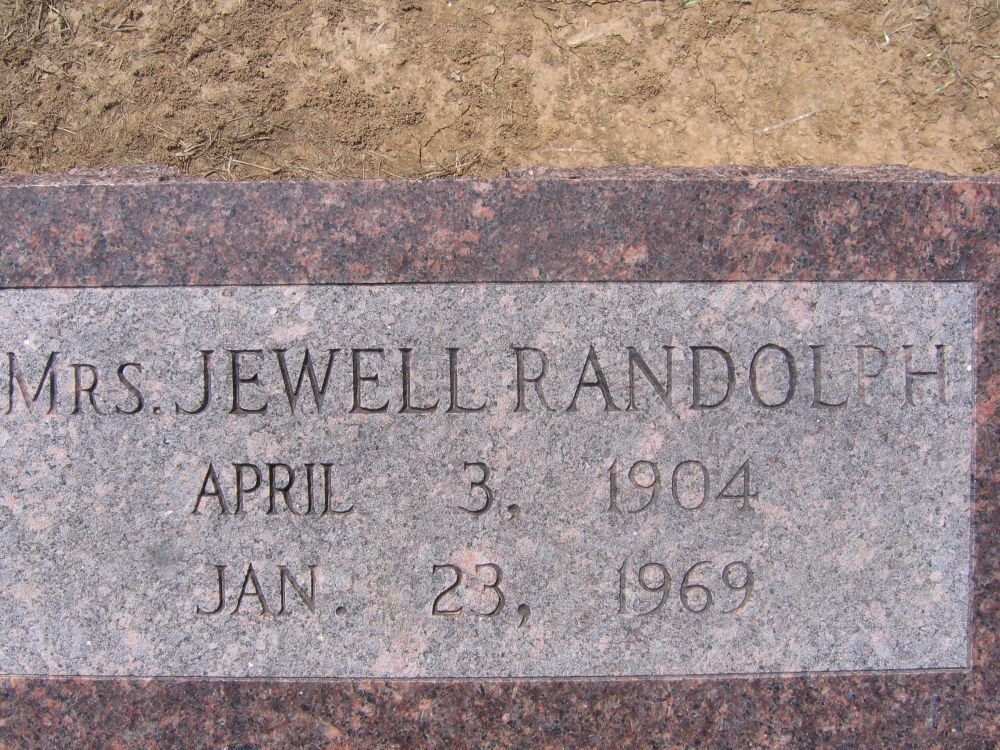 Mrs. JEWELL RANDOLPH
APRIL 3, 1904
JAN. 23, 1969